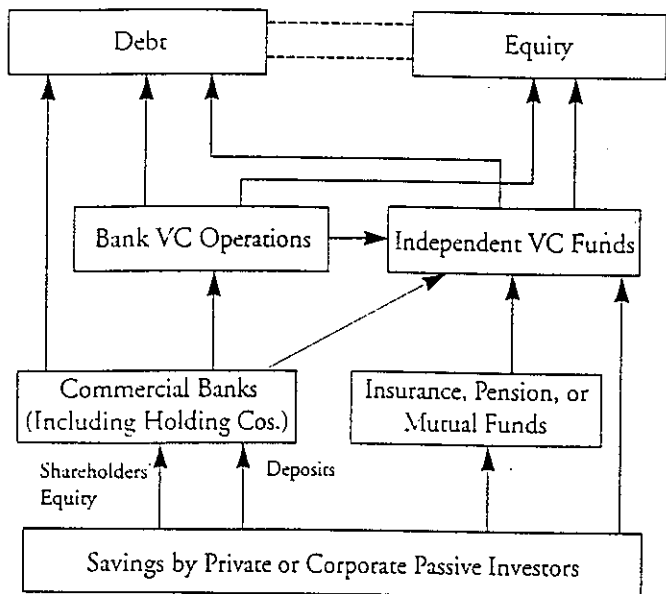 Debt
Equity
Bank VC Operations
Independent VC Funds
Commercial Banks
(Including Holding Cos.)
Insurance, Pension, or
Mutual Funds
Shareholders'
Equity
Deposits
Savings by Private or Corporate Passive Investors